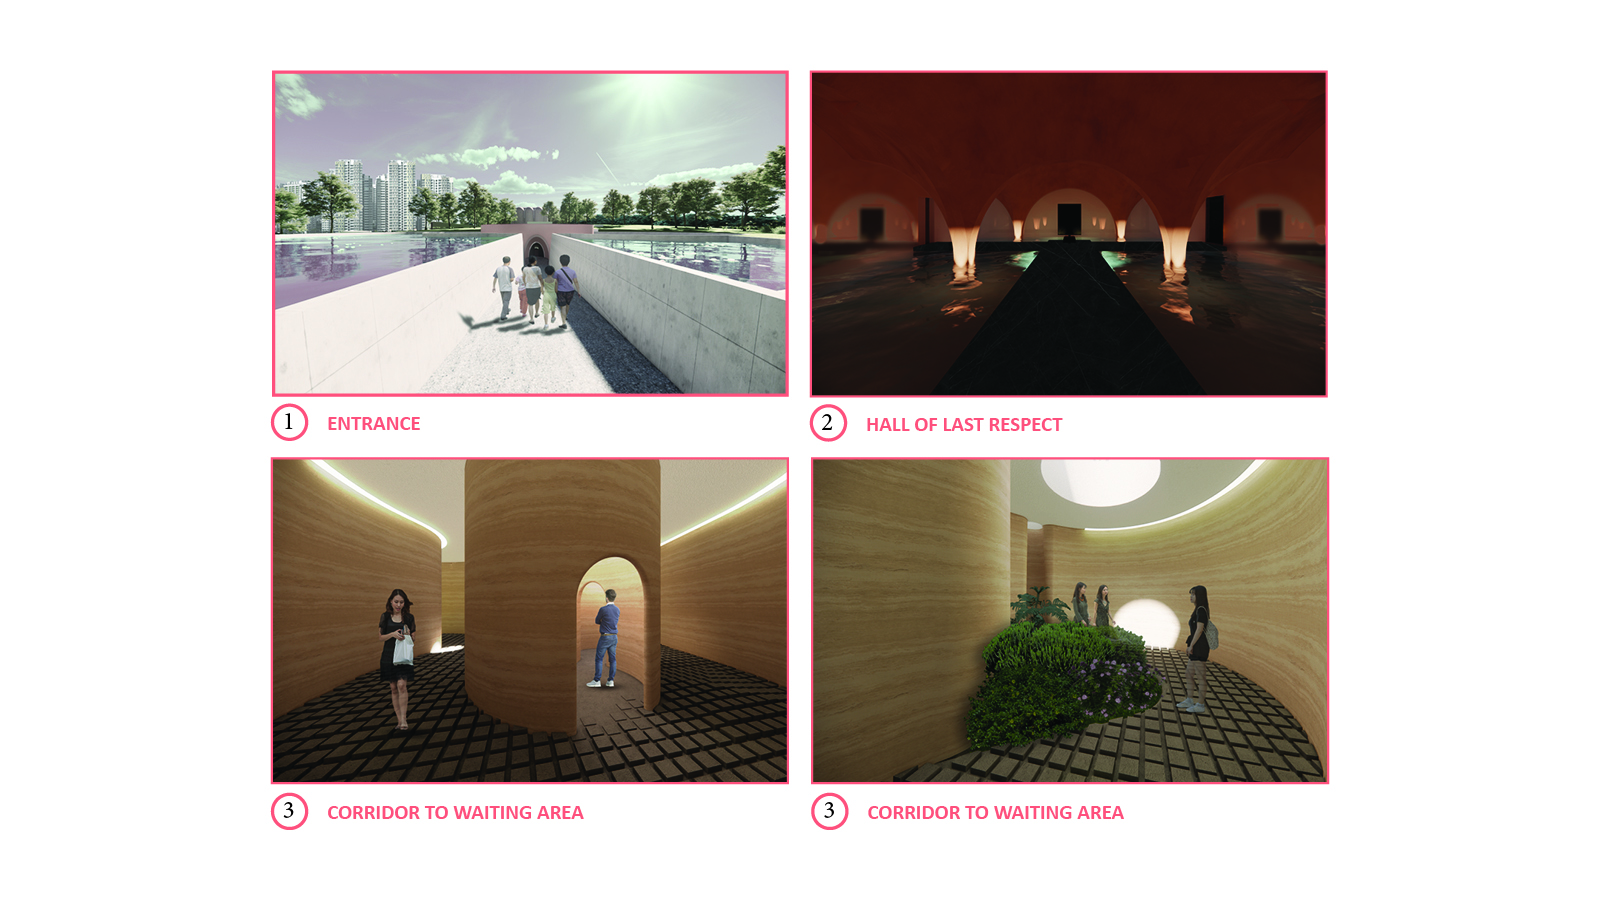 1 ENTRANCE
2 HALL OF LAST RESPECT
3 CORRIDOR TO WAITING AREA
3 CORRIDOR TO WAITING AREA